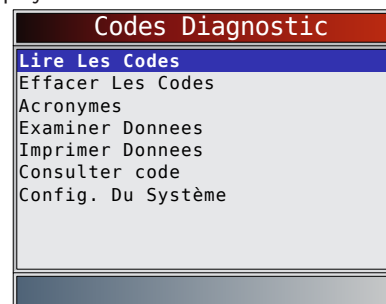 Codes Diagnostic
Lire Les Codes
Effacer Les Codes
Acronymes
Examiner Donnees
Imprimer Donnees
Consulter code
Config. Du Système